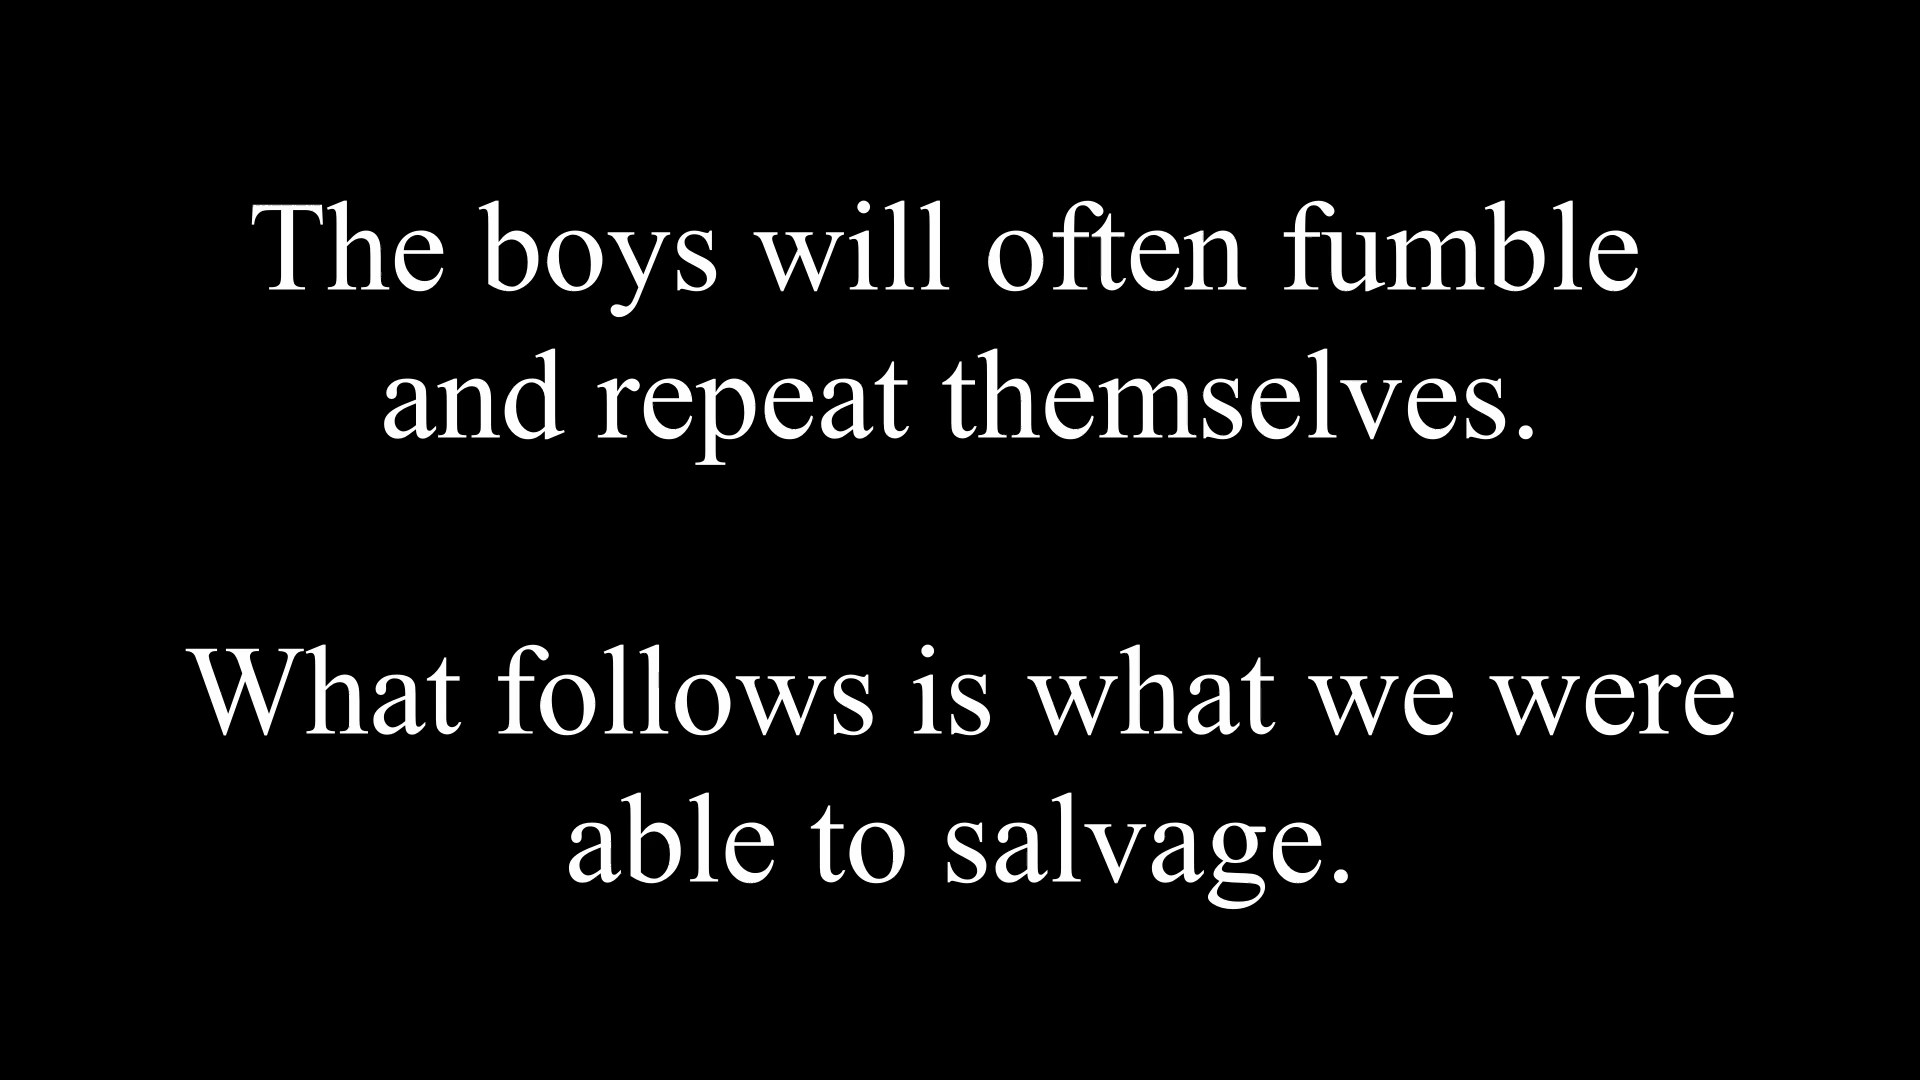 The boys will often fumble
and repeat themselves.
What follows is what we were
able to salvage.